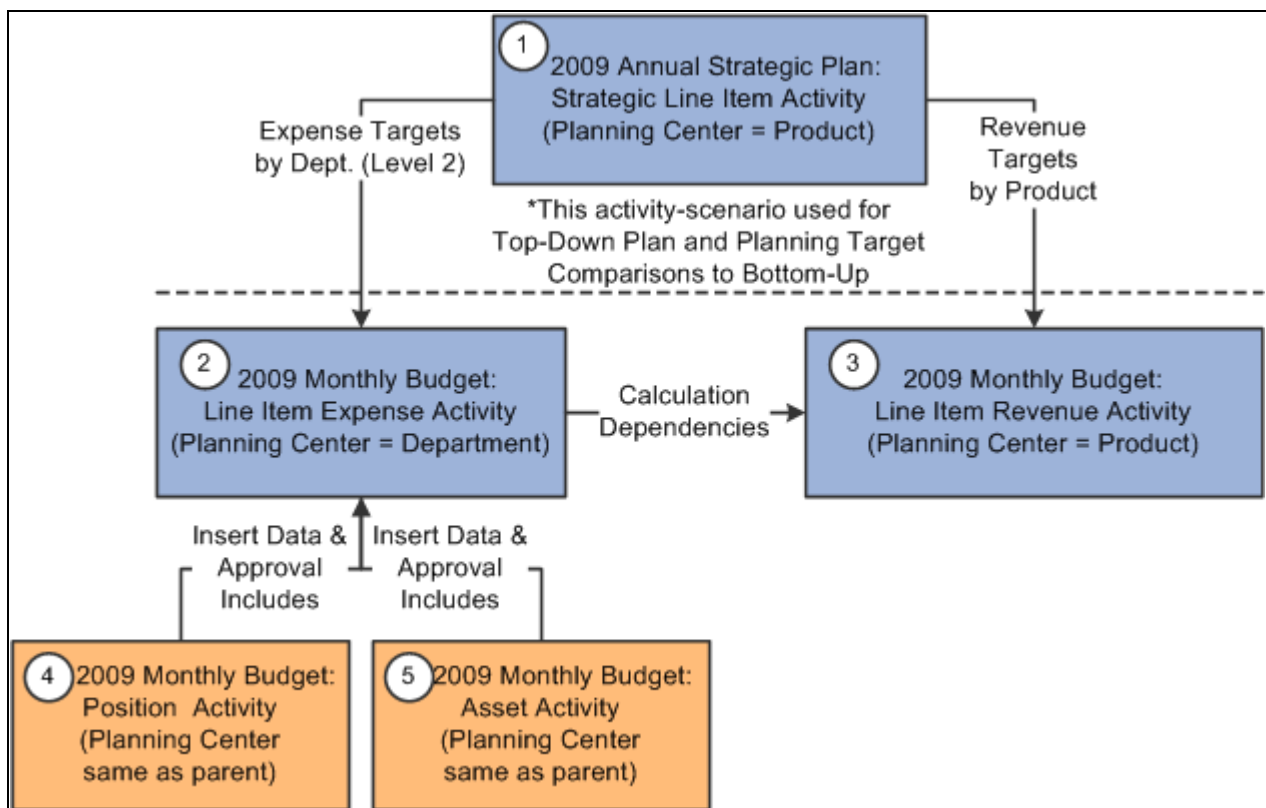 1
2009 Annual Strategic Plan:
Strategic Line Item Activity
(Planning Center = Product)
Expense Targets
by Dept. (Level 2)
Revenue
Targets
by Product
*This activity-scenario used for
Top-Down Plan and Planning Target
Comparisons to Bottom-Up
2
2009 Monthly Budget:
Line Item Expense Activity
(Planning Center = Department)
Calculation
Dependencies
3
2009 Monthly Budget:
Line Item Revenue Activity
(Planning Center = Product)
Insert Data &
Approval
Includes
Insert Data &
Approval
Includes
4
2009 Monthly Budget:
Position Activity
(Planning Center
same as parent)
5
2009 Monthly Budget:
Asset Activity
(Planning Center
same as parent)